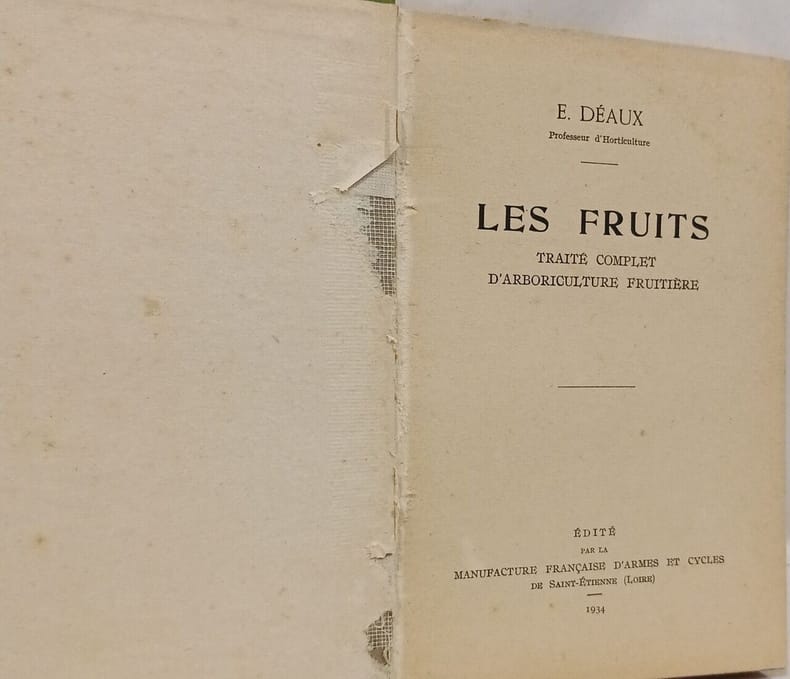 E. DÉAUX
Professeur d'Horticulture
LES FRUITS
TRAITÉ COMPLET
D'ARBORICULTURE FRUITIÈRE
ÉDITÉ
PAR LA
MANUFACTURE FRANÇAISE D'ARMES ET CYCLES
DE SAINT-ÉTIENNE (LOIRE)
1934